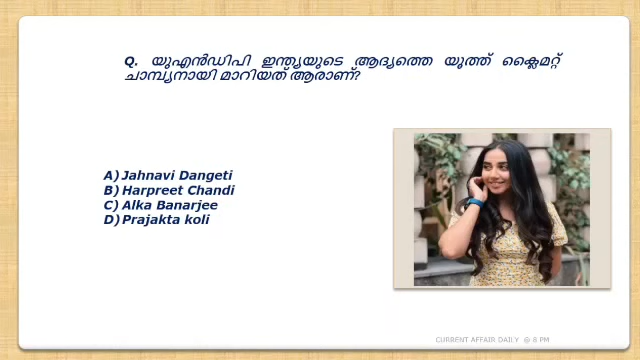 Q. യുഎൻഡിപി ഇന്ത്യയുടെ ആദ്യത്തെ യൂത്ത് ക്ലൈമറ്റ്
ചാമ്പ്യനായി മാറിയത് ആരാണ്?
A) Jahnavi Dangeti
B) Harpreet Chandi
C) Alka Banarjee
D) Prajakta koli
CURRENT AFFAIR DAILY @ 8 PM